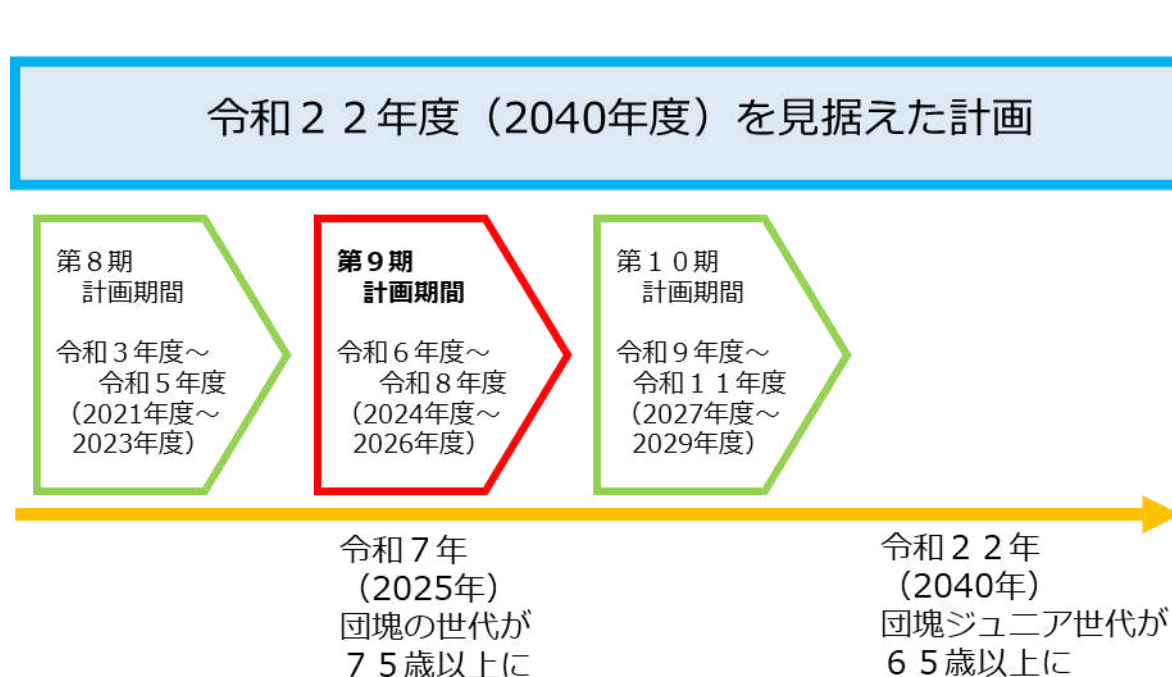 令和２２年度（2040年度）を見据えた計画
第８期
計画期間
令和３年度～
令和５年度
（2021年度～
2023年度）
第９期
計画期間
令和６年度～
令和８年度
（2024年度～
2026年度）
第１０期
計画期間
令和９年度～
令和１１年度
（2027年度～
2029年度）
令和７年
（2025年）
団塊の世代が
７５歳以上に
令和２２年
（2040年）
団塊ジュニア世代が
６５歳以上に